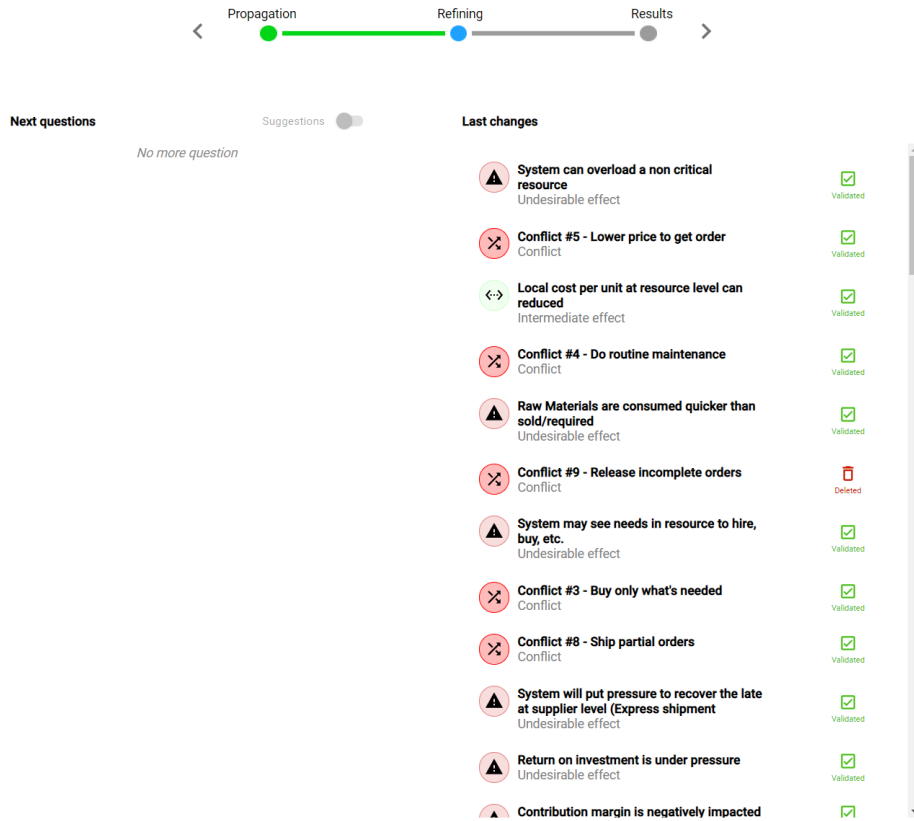 Propagation
Refining
Results
Next questions
Suggestions
Last changes
No more question
System can overload a non critical
resource
Undesirable effect
Validated
Conflict #5 - Lower price to get order
Conflict
Validated
Local cost per unit at resource level can
reduced
Intermediate effect
Validated
Conflict #4 - Do routine maintenance
Conflict
Validated
Raw Materials are consumed quicker than
sold/required
Undesirable effect
Validated
Conflict #9 - Release incomplete orders
Conflict
Deleted
System may see needs in resource to hire,
buy, etc.
Undesirable effect
Validated
Conflict #3 - Buy only what's needed
Conflict
Validated
Conflict #8 - Ship partial orders
Conflict
Validated
System will put pressure to recover the late
at supplier level (Express shipment
Undesirable effect
Validated
Return on investment is under pressure
Undesirable effect
Validated
Contribution margin is negatively impacted